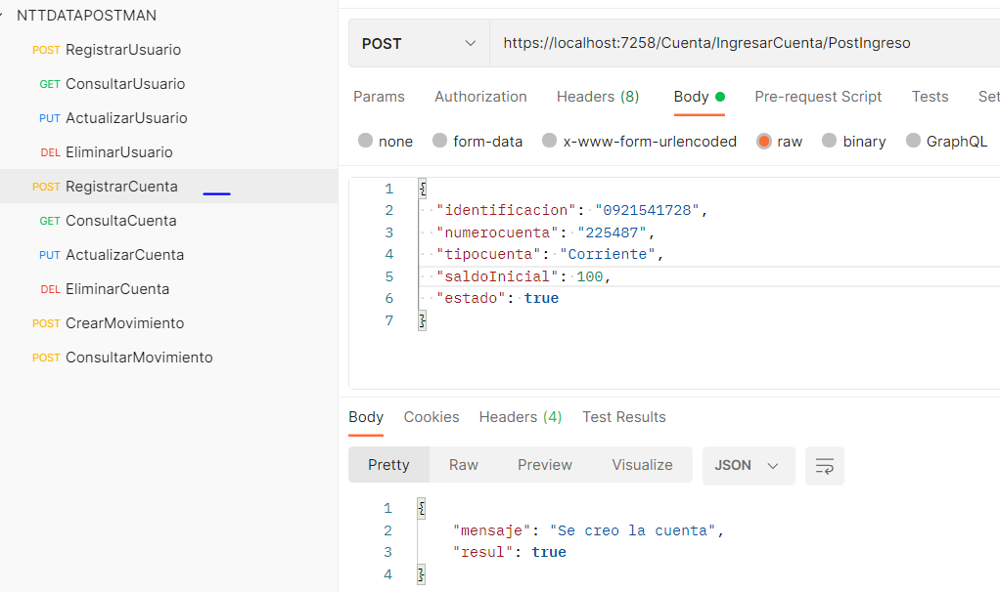 NTTDATAPOSTMAN
POST RegistrarUsuario
GET ConsultarUsuario
PUT ActualizarUsuario
DEL EliminarUsuario
POST RegistrarCuenta
GET ConsultaCuenta
PUT ActualizarCuenta
DEL EliminarCuenta
POST CrearMovimiento
POST ConsultarMovimiento
POST https://localhost:7258/Cuenta/IngresarCuenta/PostIngreso
Params Authorization Headers (8) Body Pre-request Script Tests Set
none form-data x-www-form-urlencoded raw binary GraphQL
1 {
2 "identificacion": "0921541728",
3 "numerocuenta": "225487",
4 "tipocuenta": "Corriente",
5 "saldoInicial": 100,
6 "estado": true
7 }
Body Cookies Headers (4) Test Results
Pretty Raw Preview Visualize JSON
1 {
2 "mensaje": "Se creo la cuenta",
3 "resul": true
4 }